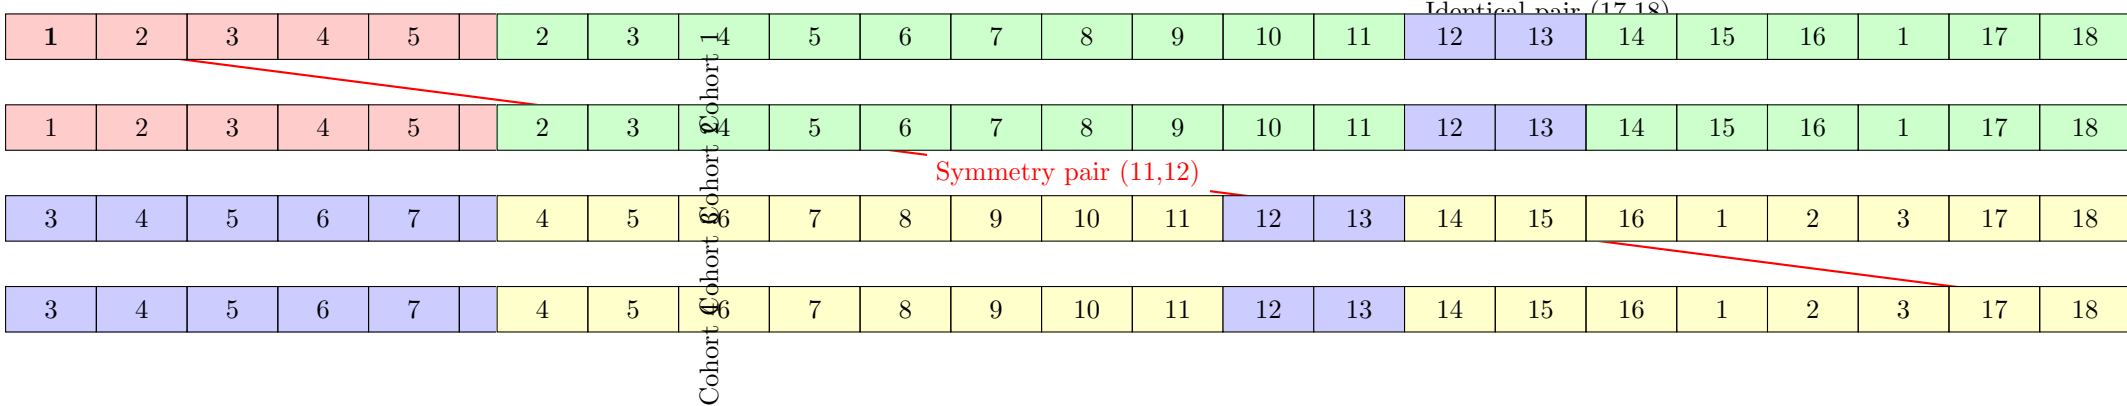 Identical pair (17,18)
1 2 3 4 5 2 3 4 5 6 7 8 9 10 11 12 13 14 15 16 1 17 18
Cohort 1
1 2 3 4 5 2 3 4 5 6 7 8 9 10 11 12 13 14 15 16 1 17 18
Cohort 2
Symmetry pair (11,12)
3 4 5 6 7 4 5 6 7 8 9 10 11 12 13 14 15 16 1 2 3 17 18
Cohort 3
3 4 5 6 7 4 5 6 7 8 9 10 11 12 13 14 15 16 1 2 3 17 18
Cohort 4